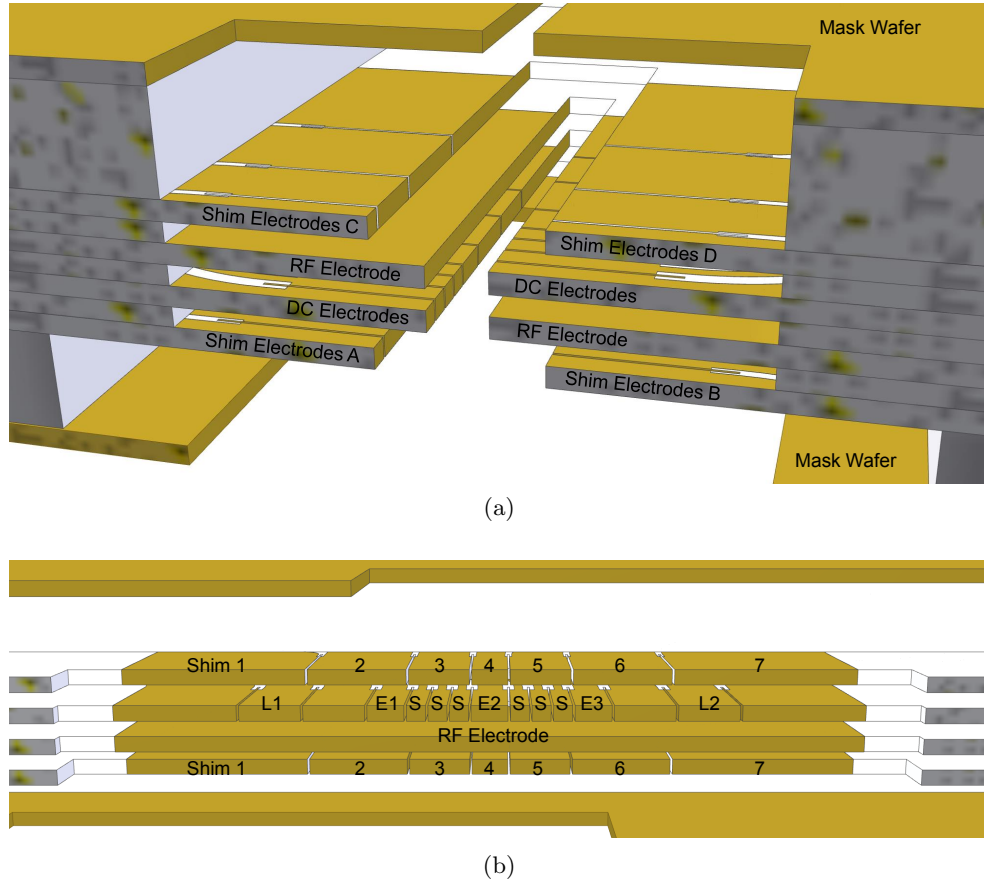 Mask Wafer
Shim Electrodes C
Shim Electrodes D
RF Electrode
DC Electrodes
DC Electrodes
RF Electrode
Shim Electrodes A
Shim Electrodes B
Mask Wafer
(a)
Shim 1 2 3 4 5 6 7
L1 E1 S S S E2 S S S E3 L2
RF Electrode
Shim 1 2 3 4 5 6 7
(b)